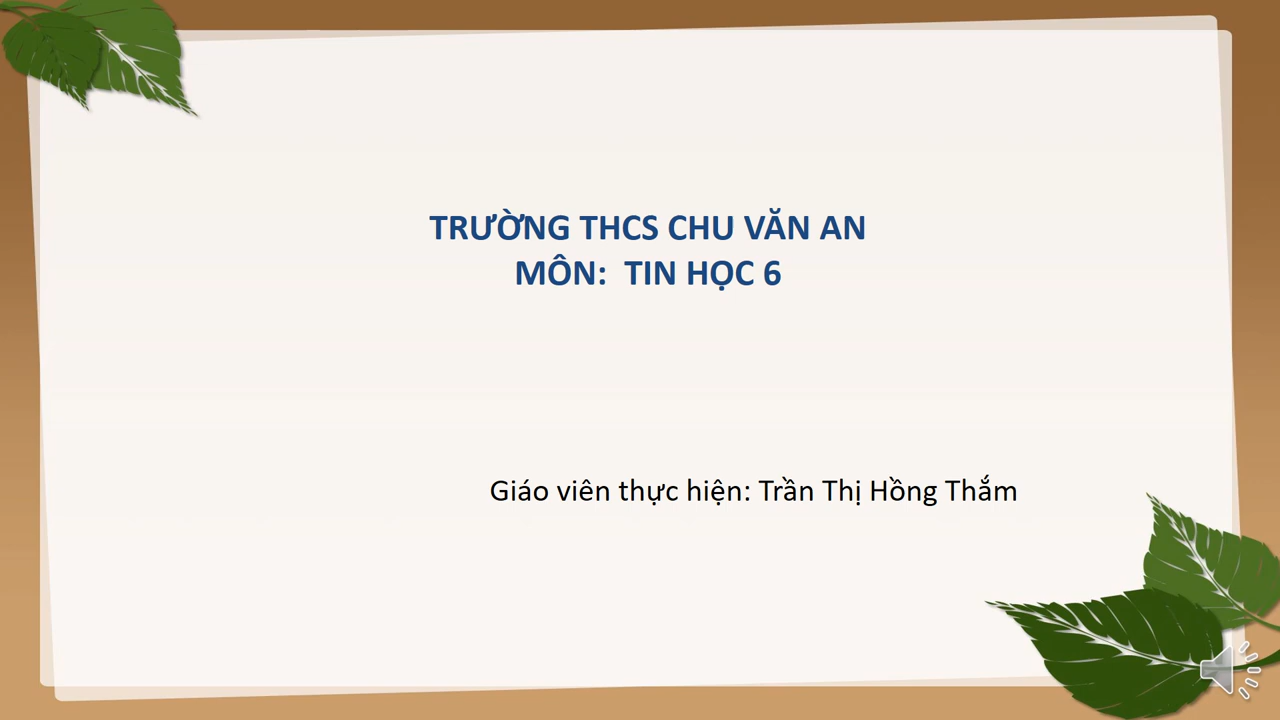 TRƯỜNG THCS CHU VĂN AN
MÔN: TIN HỌC 6
Giáo viên thực hiện: Trần Thị Hồng Thắm